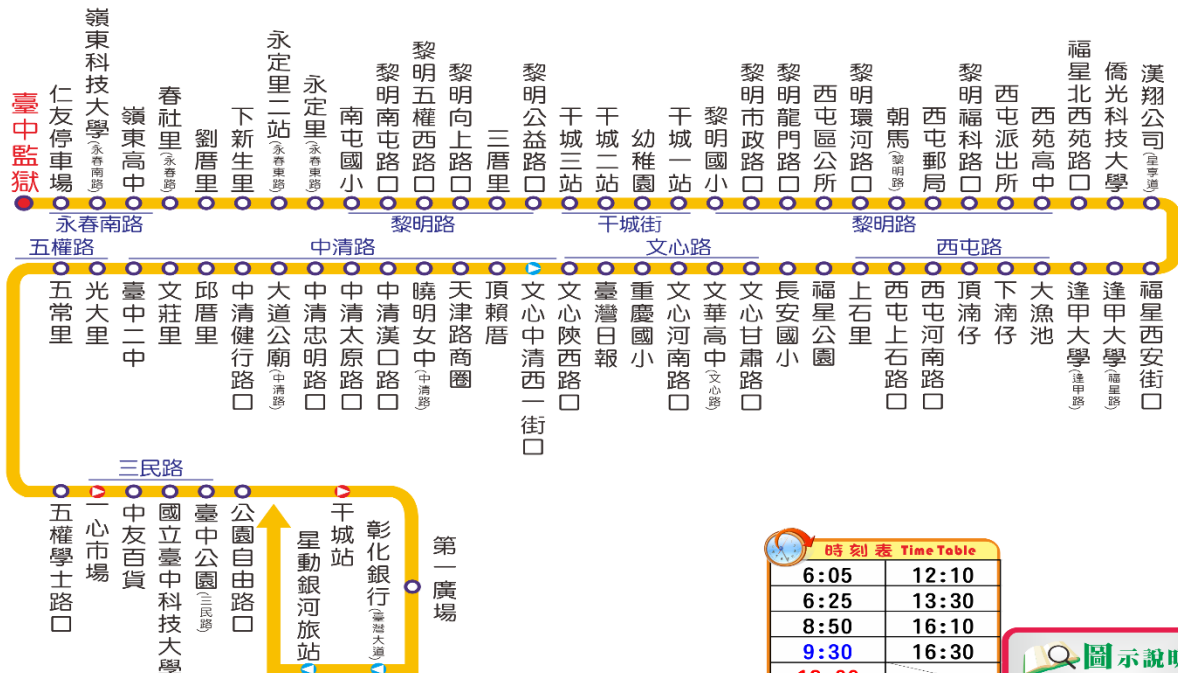 臺中監獄
仁友停車場
嶺東科技大學(永春南路)
嶺東高中
春社里(永春路)
劉厝里
下新生里
永定里二站(永春東路)
永定里(永春東路)
南屯國小
黎明南屯路口
黎明五權西路口
黎明向上路口
三厝里
黎明公益路口
干城三站
干城二站
幼稚園
干城一站
黎明國小
黎明市政路口
黎明龍門路口
西屯區公所
黎明環河路口
朝馬(黎明路)
西屯郵局
黎明福科路口
西屯派出所
西苑高中
福星北西苑路口
僑光科技大學
漢翔公司(星享道)
永春南路
黎明路
干城街
黎明路
五權路
中清路
文心路
西屯路
五常里
光大里
臺中二中
文莊里
邱厝里
中清健行路口
大道公廟(中清路)
中清忠明路口
中清太原路口
中清漢口路口
曉明女中(中清路)
天津路商圈
頂賴厝
文心中清西一街口
文心陝西路口
臺灣日報
重慶國小
文心河南路口
文華高中(文心路)
文心甘肅路口
長安國小
福星公園
上石里
西屯上石路口
西屯河南路口
頂湳仔
下湳仔
大漁池
逢甲大學(逢甲路)
逢甲大學(福星路)
福星西安街口
三民路
五權學士路口
一心市場
中友百貨
國立臺中科技大學
臺中公園(三民路)
公園自由路口
星動銀河旅站
干城站
彰化銀行(臺灣大道)
第一廣場
時刻表 Time Table
6:05 12:10
6:25 13:30
8:50 16:10
9:30 16:30
圖示說明